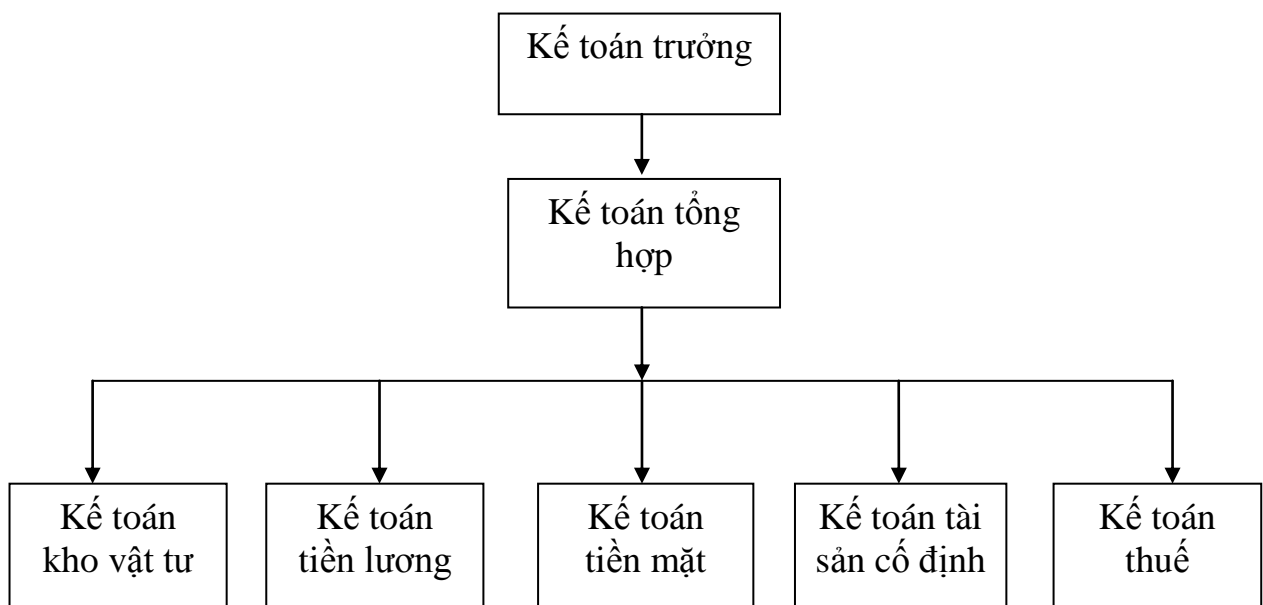 Kế toán trưởng
Kế toán tổng
hợp
Kế toán
kho vật tư
Kế toán
tiền lương
Kế toán
tiền mặt
Kế toán tài
sản cố định
Kế toán
thuế